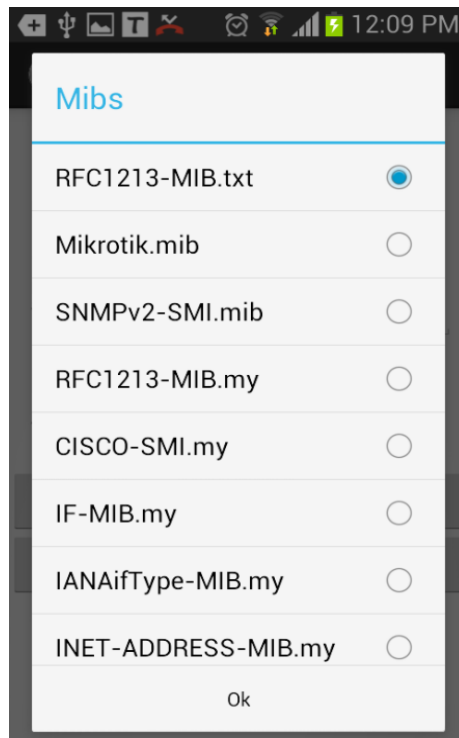 T
12:09 PM
Mibs
RFC1213-MIB.txt
Mikrotik.mib
SNMPv2-SMI.mib
RFC1213-MIB.my
CISCO-SMI.my
IF-MIB.my
IANAifType-MIB.my
INET-ADDRESS-MIB.my
Ok